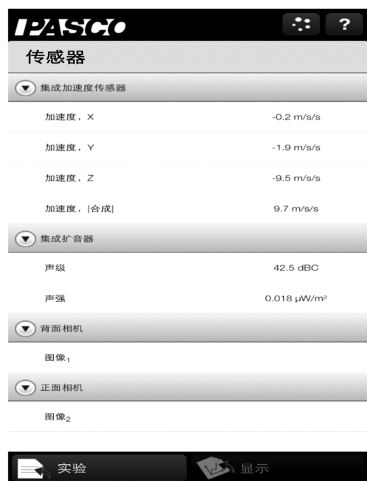 PASCO ?
传感器
集成加速度传感器
加速度，X -0.2 m/s/s
加速度，Y -1.9 m/s/s
加速度，Z -9.5 m/s/s
加速度，|合成| 9.7 m/s/s
集成扩音器
声级 42.5 dBC
声强 0.018 µW/m²
背面相机
图像₁
正面相机
图像₂
实验 显示